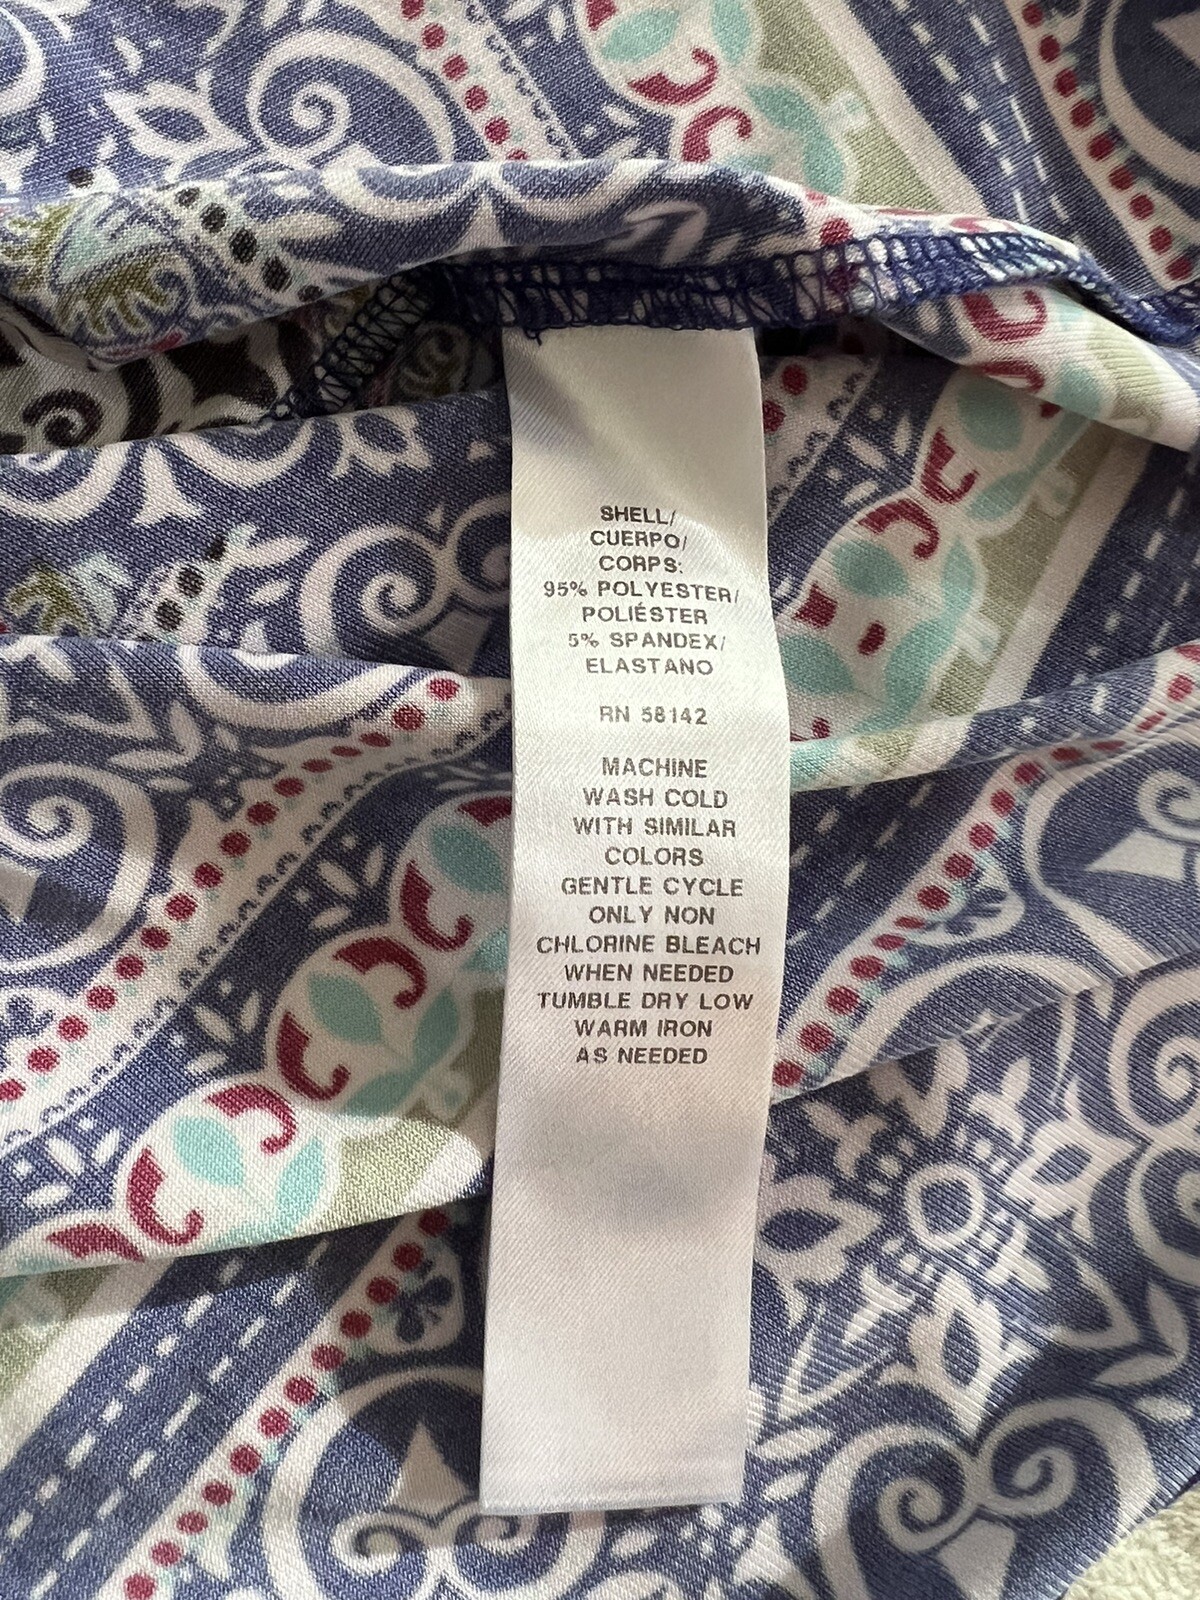 SHELL/
CUERPO/
CORPS:
95% POLYESTER/
POLIÉSTER
5% SPANDEX/
ELASTANO
RN 58142
MACHINE
WASH COLD
WITH SIMILAR
COLORS
GENTLE CYCLE
ONLY NON
CHLORINE BLEACH
WHEN NEEDED
TUMBLE DRY LOW
WARM IRON
AS NEEDED